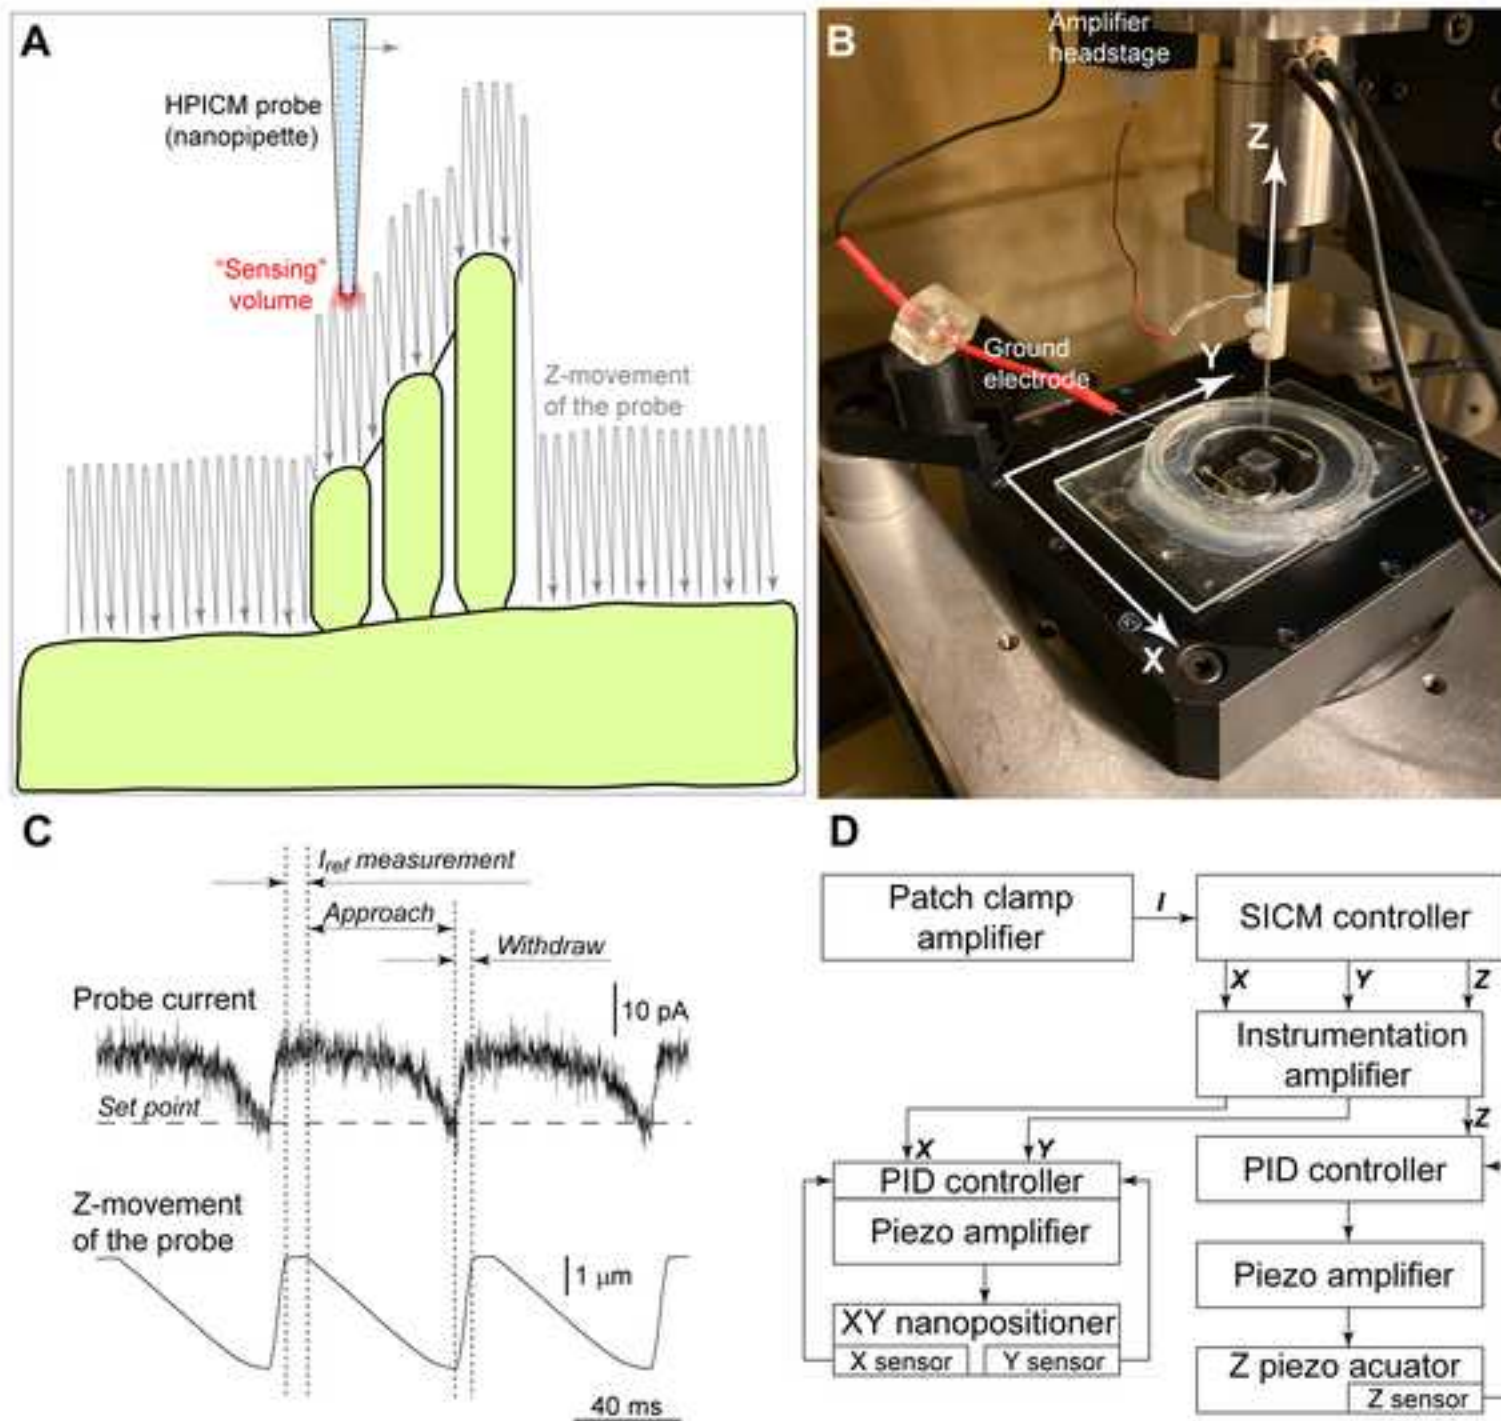 A
HPICM probe
(nanopipette)
"Sensing"
volume
Z-movement
of the probe
B
Amplifier
headstage
Z
Ground
electrode
Y
X
C
I_ref measurement
Approach
Withdraw
Probe current
10 pA
Set point
Z-movement
of the probe
1 μm
40 ms
D
Patch clamp
amplifier
I
SICM controller
X Y Z
Instrumentation
amplifier
X Y
Z
PID controller
Piezo amplifier
XY nanopositioner
X sensor Y sensor
PID controller
Piezo amplifier
Z piezo acuator
Z sensor